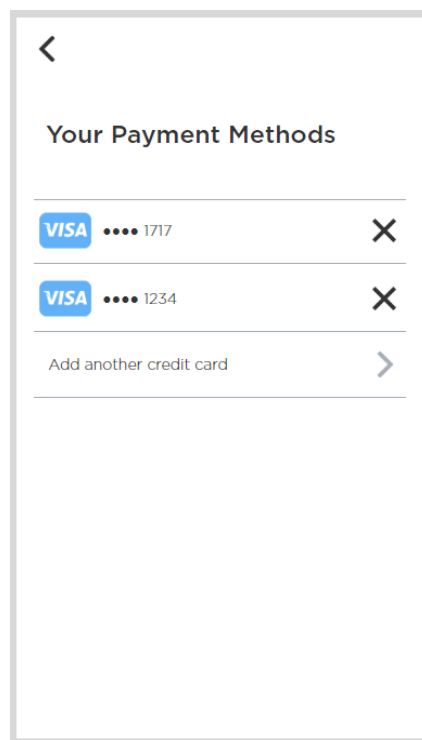 Your Payment Methods
VISA •••• 1717
VISA •••• 1234
Add another credit card